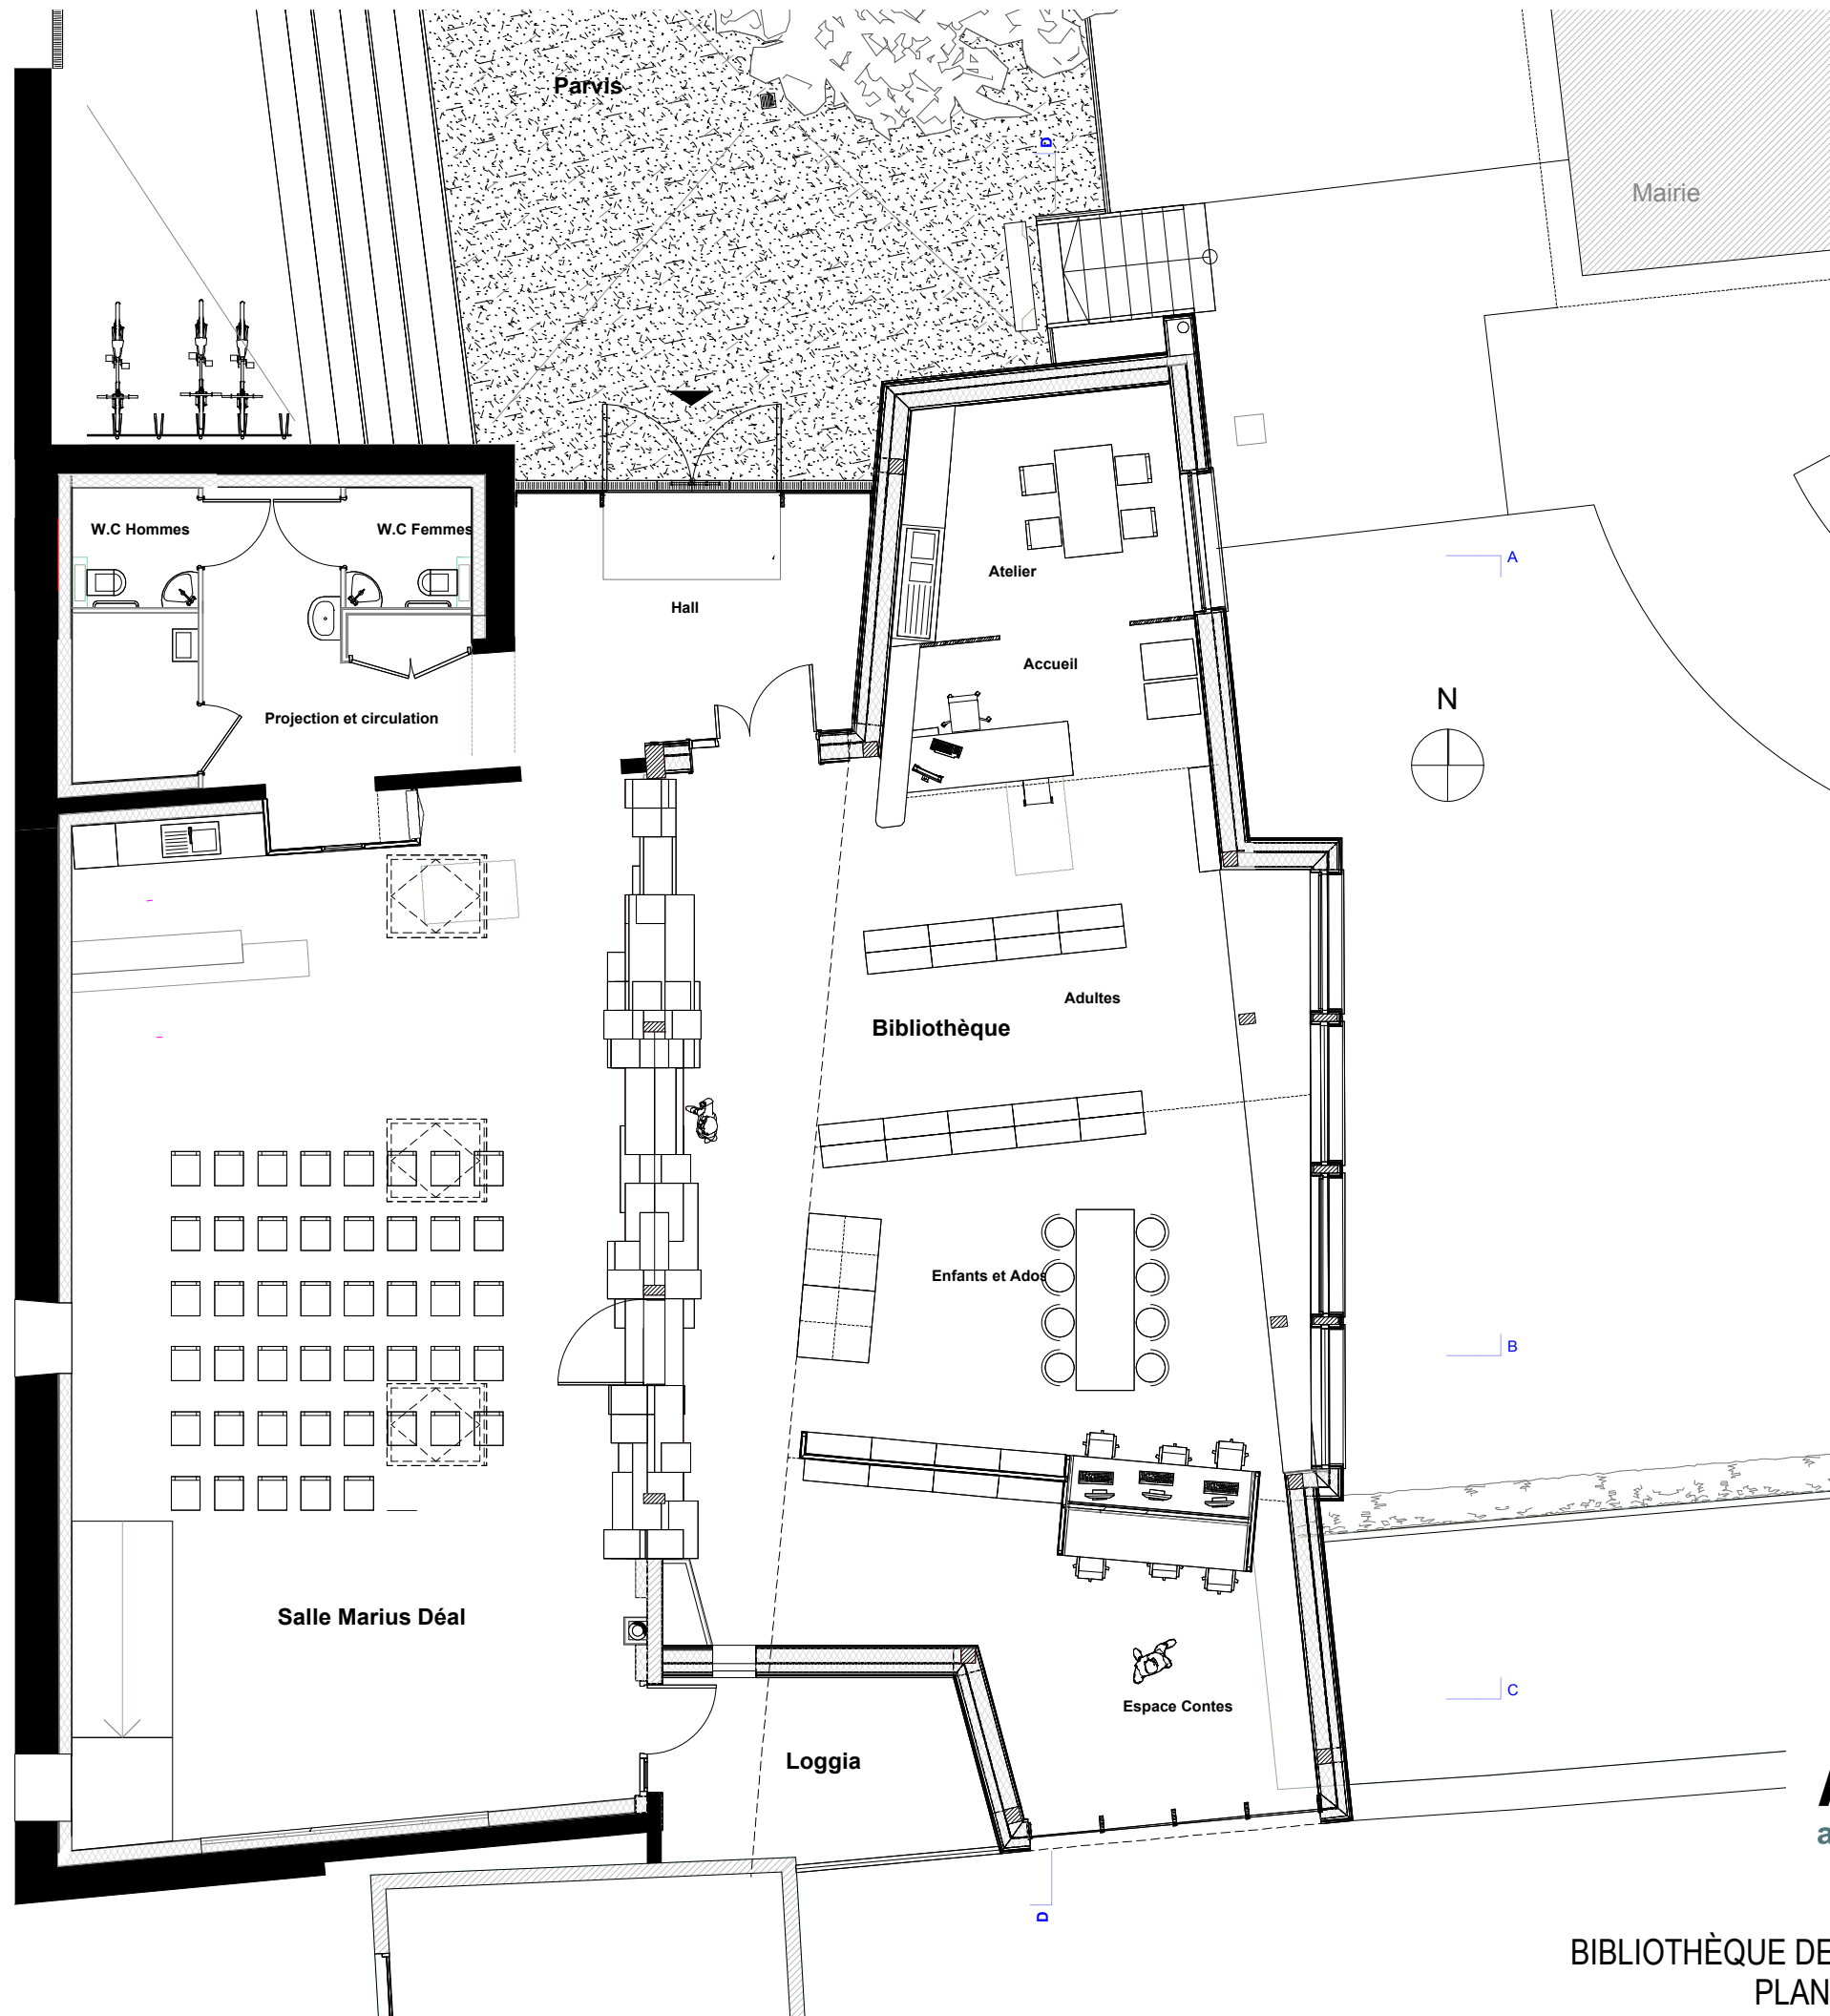 Parvis
D
Mairie
W.C Hommes
W.C Femmes
Atelier
A
Hall
Accueil
N
Projection et circulation
Adultes
Bibliothèque
Enfants et Ados
B
Salle Marius Déal
C
Espace Contes
Loggia
A
a
D
BIBLIOTHÈQUE DE
PLAN